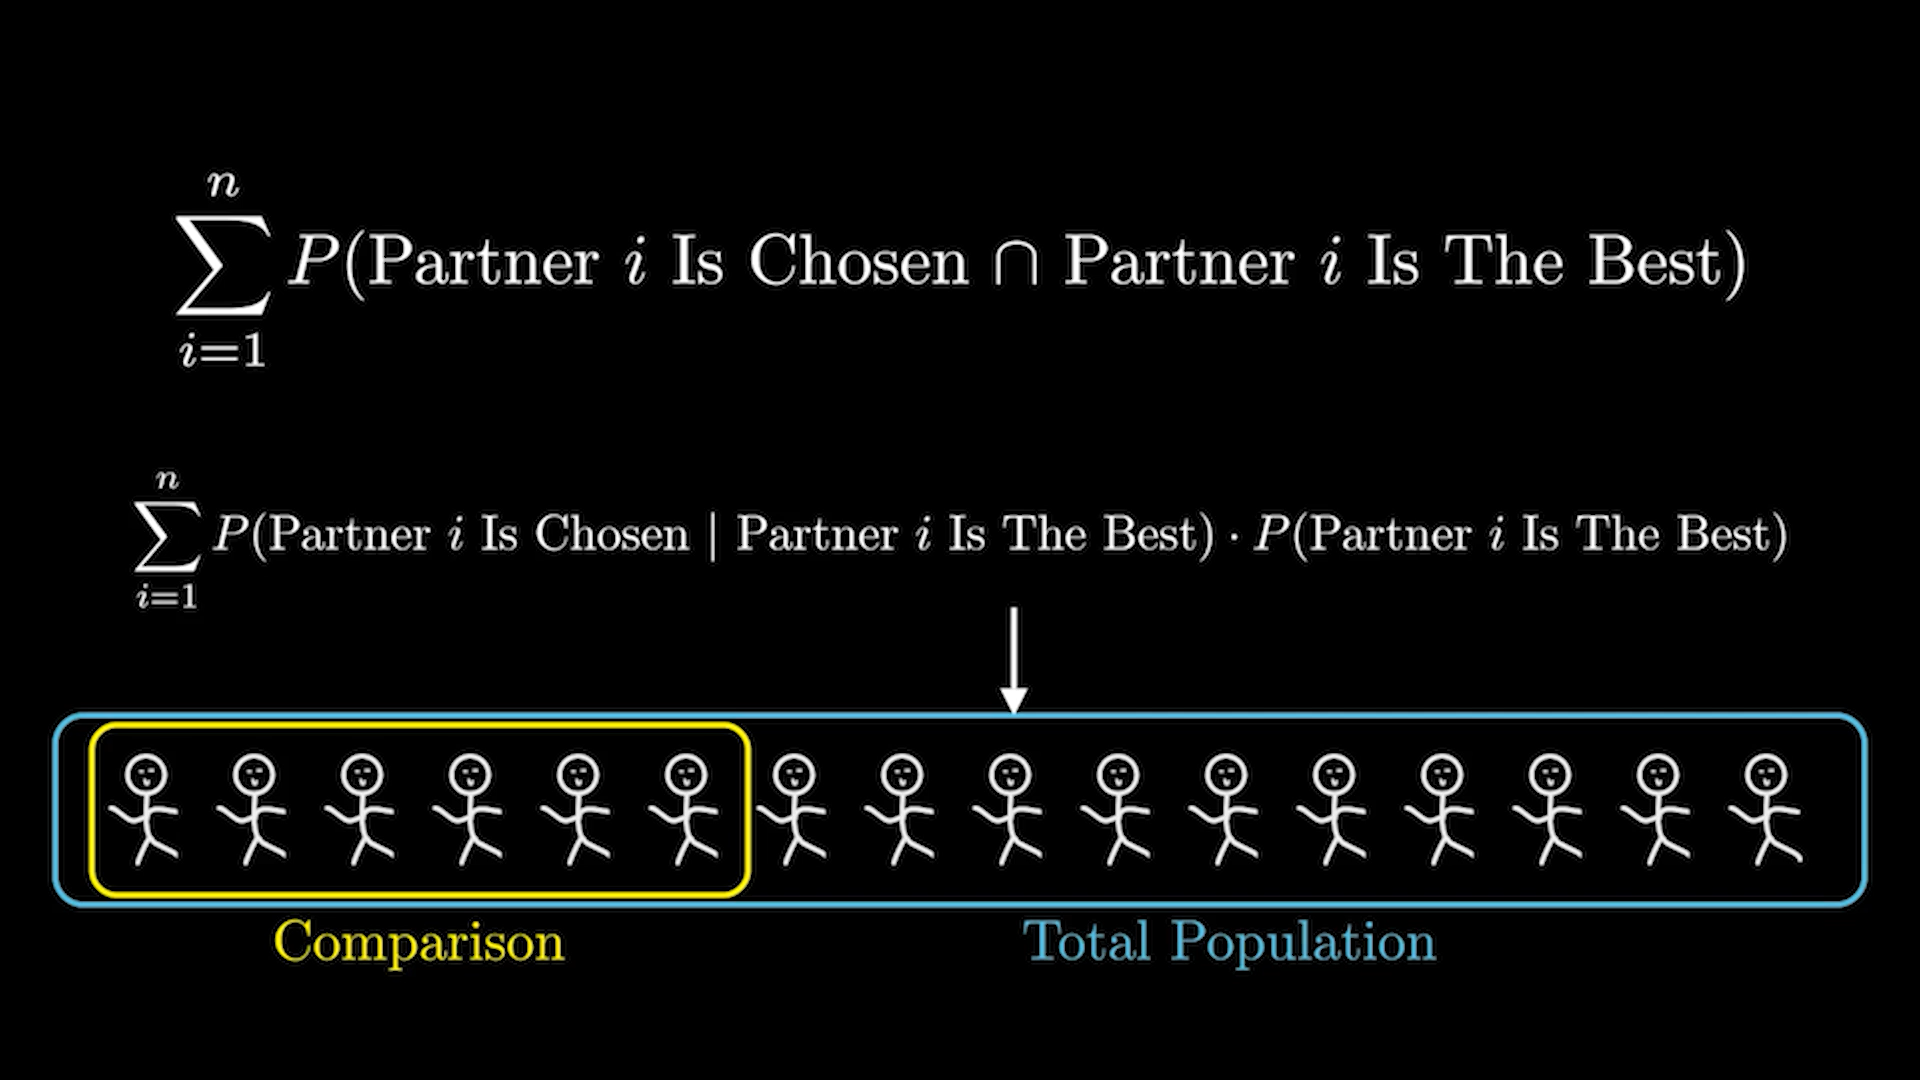 n
∑ P(Partner i Is Chosen ∩ Partner i Is The Best)
i=1
n
∑ P(Partner i Is Chosen | Partner i Is The Best) · P(Partner i Is The Best)
i=1
Comparison
Total Population